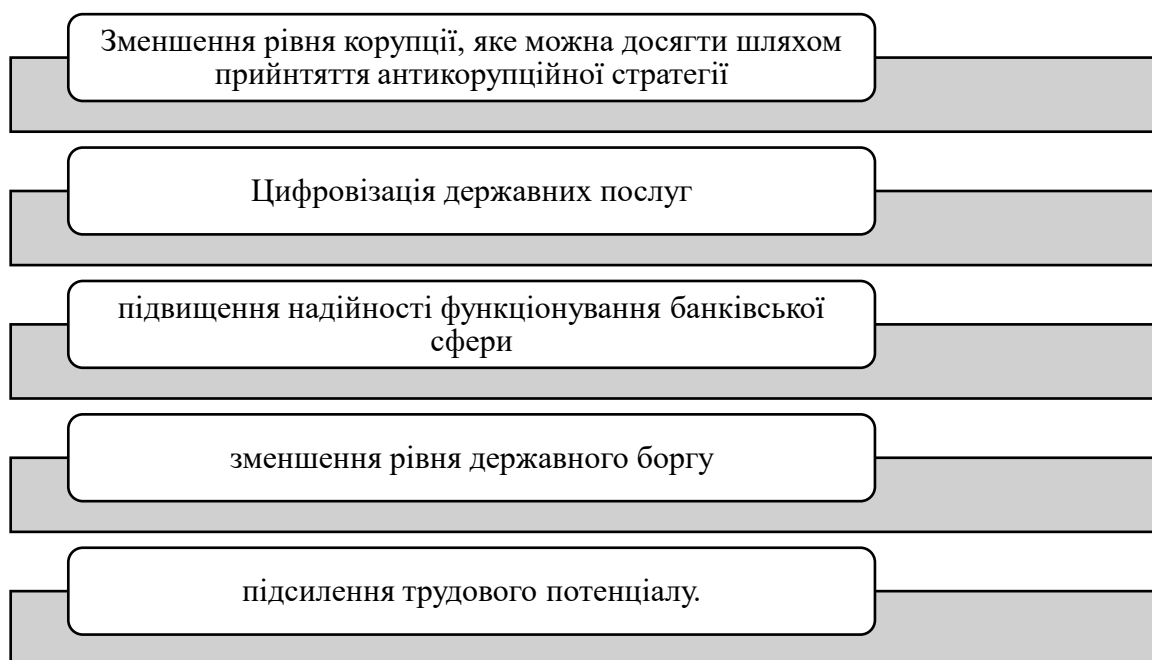 Зменшення рівня корупції, яке можна досягти шляхом
прийнтяття антикорупційної стратегії
Цифровізація державних послуг
підвищення надійності функціонування банківської
сфери
зменшення рівня державного боргу
підсилення трудового потенціалу.